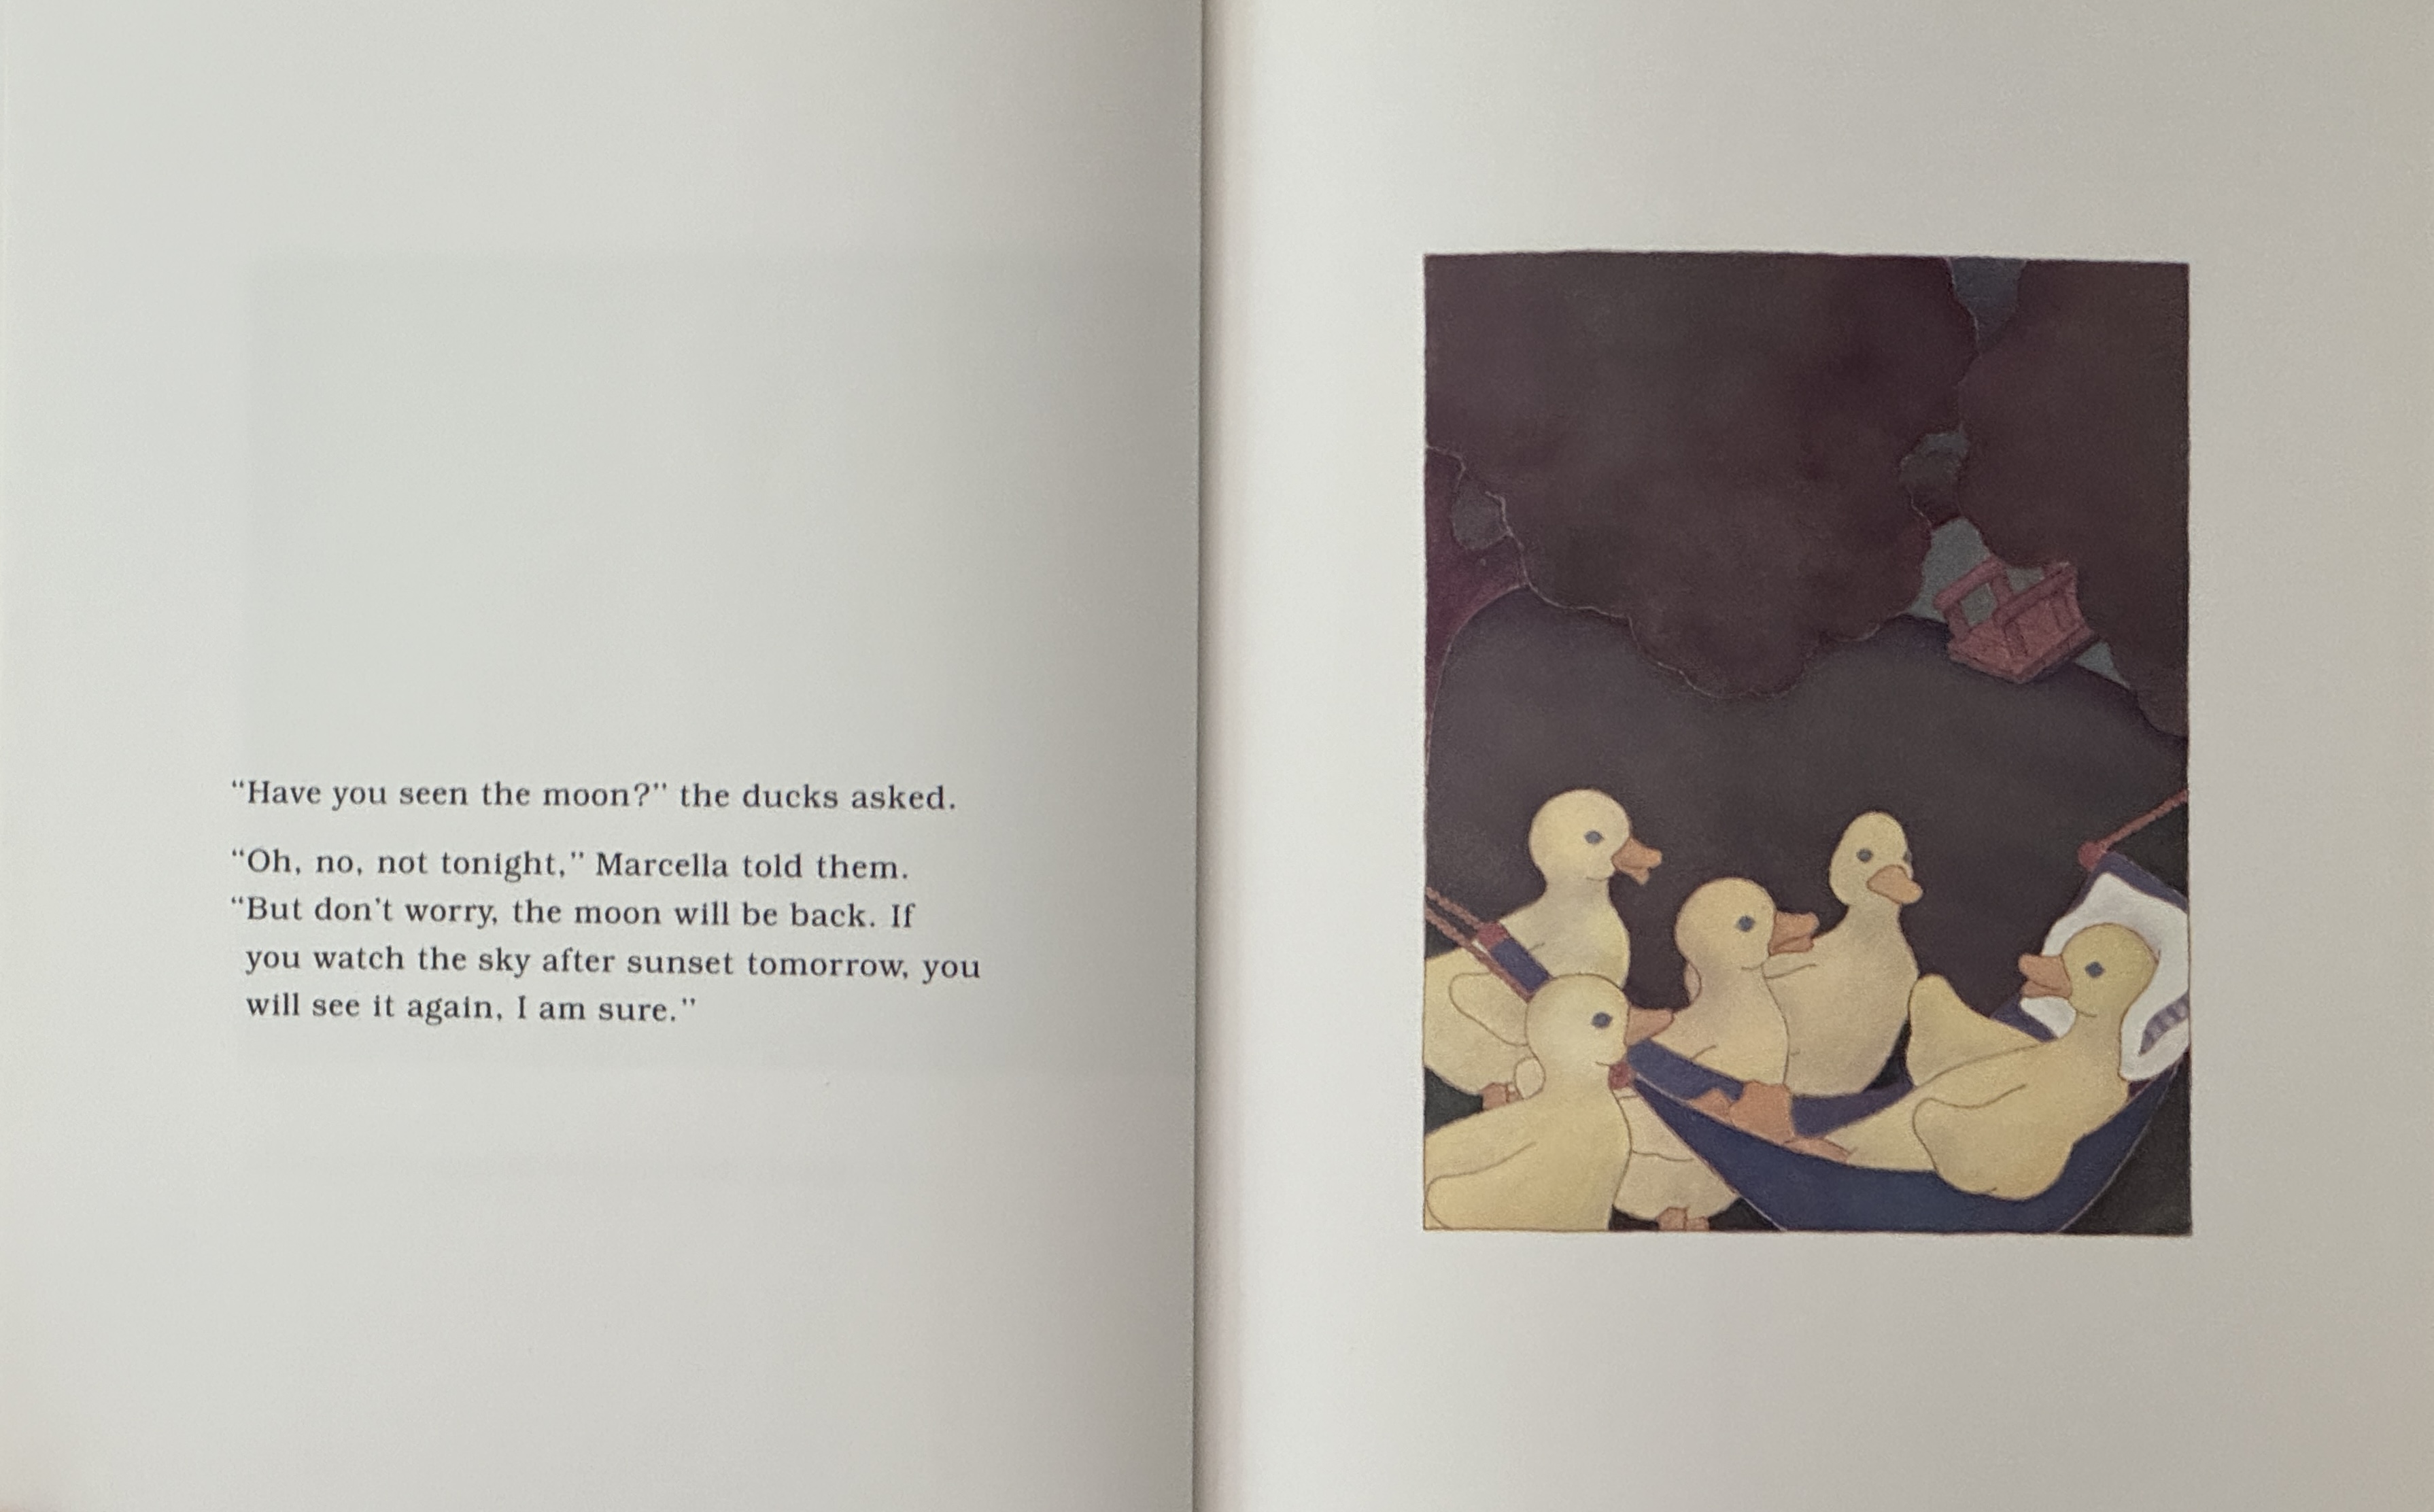 “Have you seen the moon?” the ducks asked.
“Oh, no, not tonight,” Marcella told them.
“But don’t worry, the moon will be back. If
you watch the sky after sunset tomorrow, you
will see it again, I am sure.”